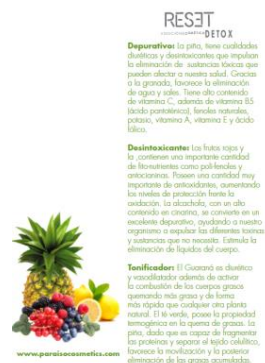 RESET
DETOX
Depurativo: La piña, tiene cualidades
diuréticas y desintoxicantes que impulsan
la eliminación de sustancias tóxicas que
pueden afectar a nuestra salud. Gracias
a la granada, favorece la eliminación
de agua y sales. Tiene alto contenido
de vitamina C, además de vitamina B5
(ácido pantoténico), fenoles naturales,
potasio, vitamina A, vitamina E y ácido
fólico.
Desintoxicante: Las frutas rojos y
la , contienen una importante cantidad
de fito-nutrientes como poli-fenoles y
antocianinas. Poseen una cantidad muy
importante de antioxidantes, aumentando
los niveles de protección frente la
oxidación. La alcachofa, con un alto
contenido en cinarina, se convierte en un
excelente depurativo, ayudando a nuestro
organismo a expulsar las diferentes toxinas
y sustancias que no necesita. Estimula la
eliminación de líquidos del cuerpo.
Tonificador: El Guaraná es diurético
y vasodilatador además de activar
la combustión de los cuerpos grasos
quemando más grasa y de forma
más rápida que cualquier otra planta
natural. El té verde, posee la propiedad
termogénica en la quema de grasas. La
piña, dado que es capaz de fragmentar
las proteínas y separar el tejido celulítico,
favorece la movilización y la posterior
eliminación de las grasas acumuladas.
www.paraisocosmetics.com